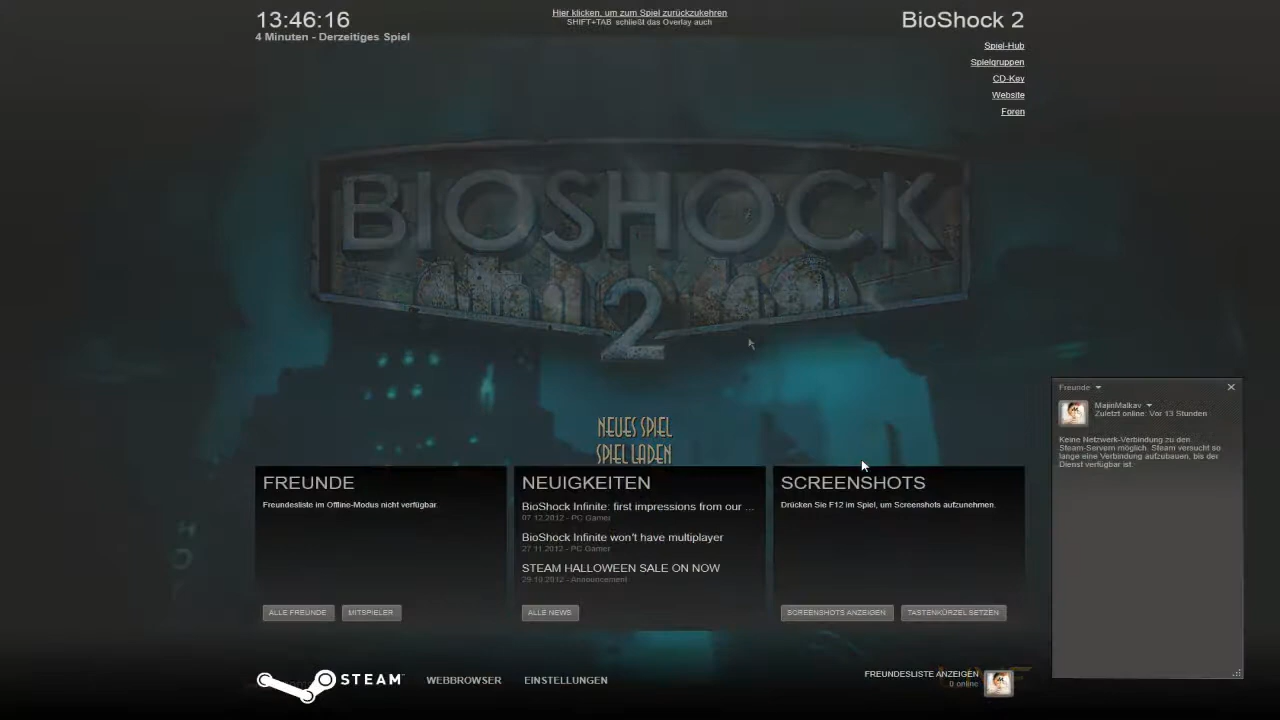 13:46:16
4 Minuten - Derzeitiges Spiel
Hier klicken, um zum Spiel zurückzukehren
SHIFT+TAB schließt das Overlay auch
BioShock 2
Spiel-Hub
Spielgruppen
CD-Key
Website
Foren
BIOSHOCK
2
NEUES SPIEL
SPIEL LADEN
FREUNDE
Freundesliste im Offline-Modus nicht verfügbar.
ALLE FREUNDE
MITSPIELER
NEUIGKEITEN
BioShock Infinite: first impressions from our ...
07.12.2012 - PC Gamer
BioShock Infinite won't have multiplayer
27.11.2012 - PC Gamer
STEAM HALLOWEEN SALE ON NOW
29.10.2012 - Announcement
ALLE NEWS
SCREENSHOTS
Drücken Sie F12 im Spiel, um Screenshots aufzunehmen.
SCREENSHOTS ANZEIGEN
TASTENKÜRZEL SETZEN
Freunde
MajinMalkav
Zuletzt online: Vor 13 Stunden
Keine Netzwerk-Verbindung zu den
Steam-Servern möglich. Steam versucht so
lange eine Verbindung aufzubauen, bis der
Dienst verfügbar ist
STEAM
WEBBROWSER
EINSTELLUNGEN
FREUNDESLISTE ANZEIGEN
0 online